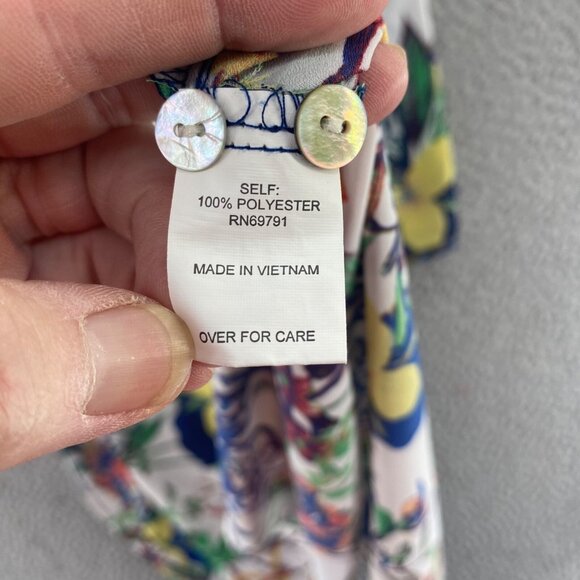 SELF:
100% POLYESTER
RN69791
MADE IN VIETNAM
OVER FOR CARE